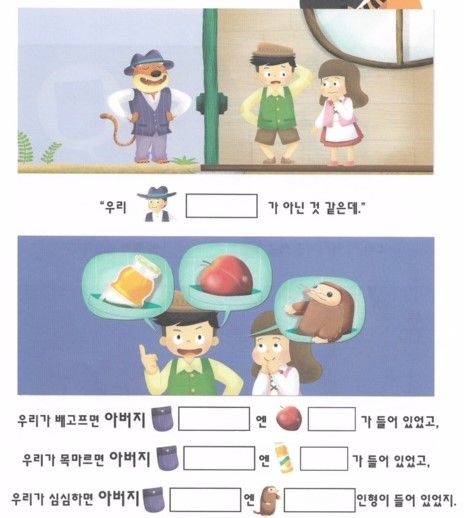 “우리 가 아닌 것 같은데.”
우리가 배고프면 아버지 엔 가 들어 있었고,
우리가 목마르면 아버지 엔 가 들어 있었고,
우리가 심심하면 아버지 엔 인형이 들어 있었지.